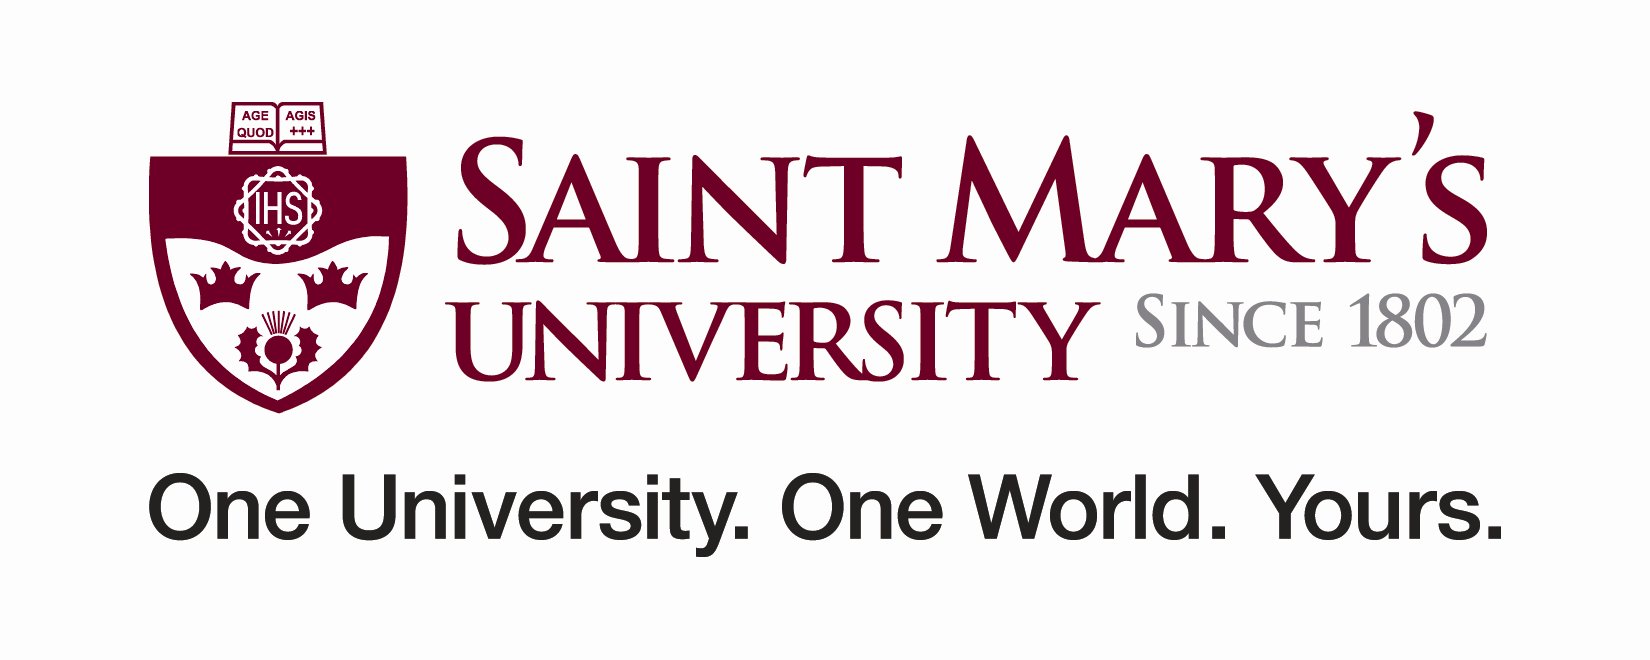 AGE AGIS
QUOD +++
IHS
SAINT MARY'S
UNIVERSITY SINCE 1802
One University. One World. Yours.